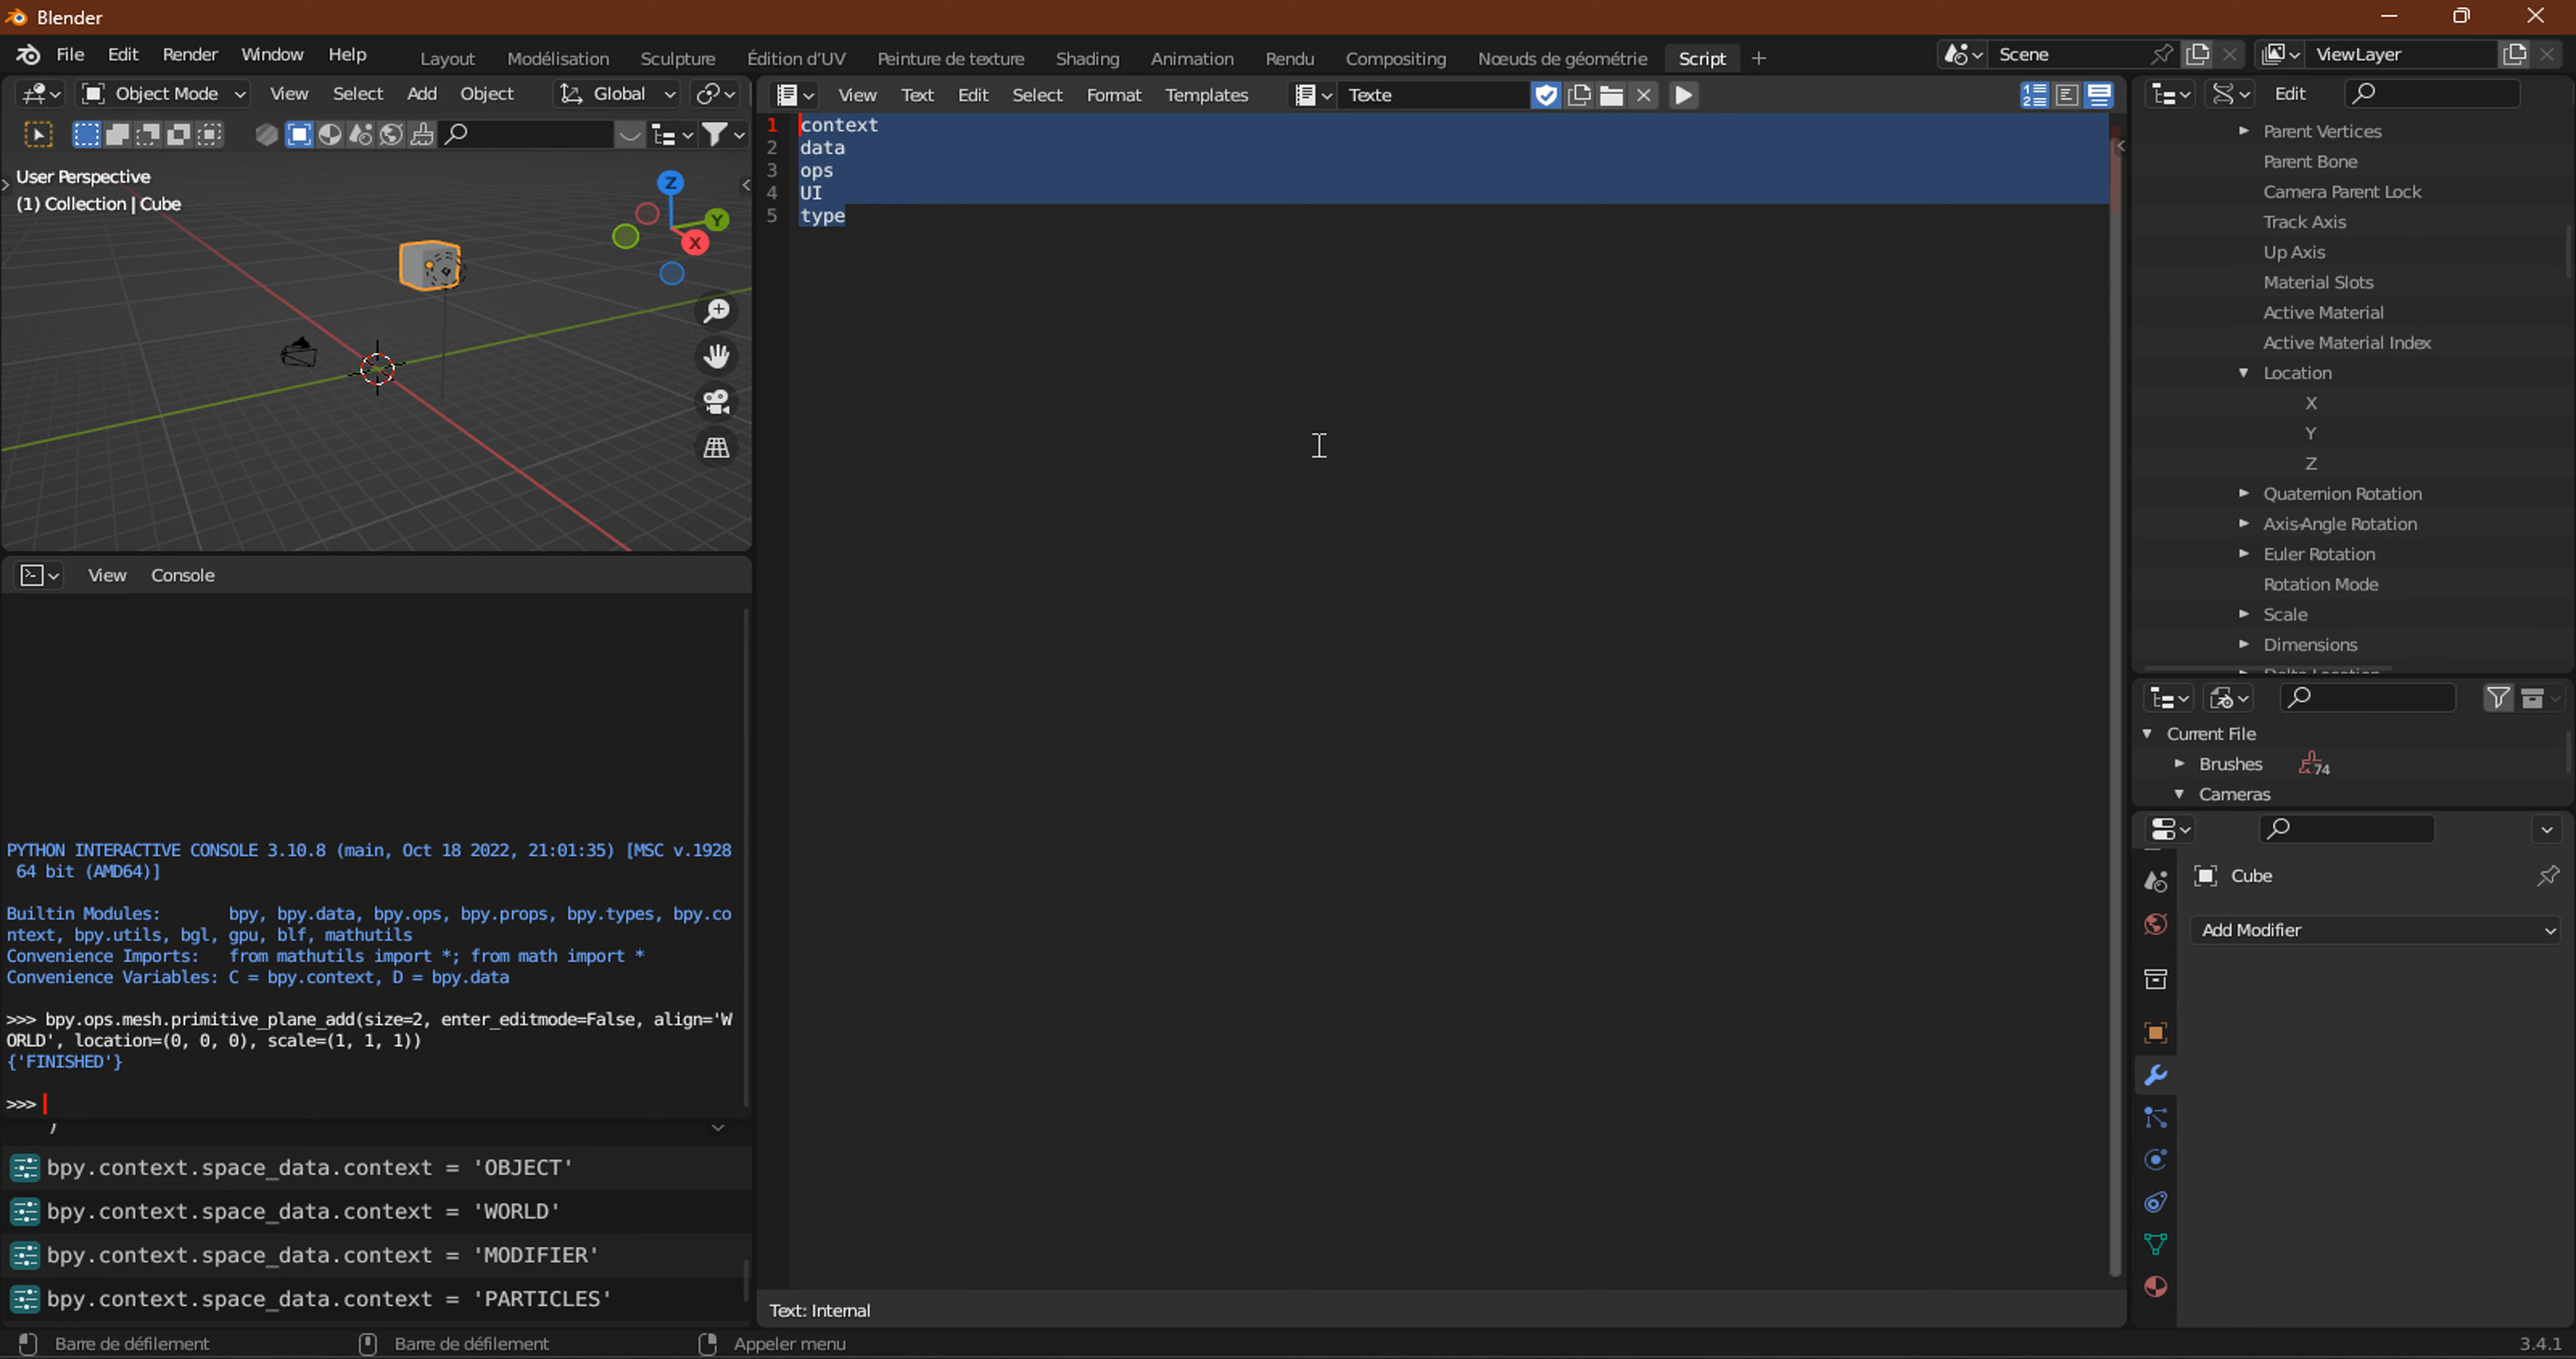 Blender
File Edit Render Window Help Layout Modélisation Sculpture Édition d'UV Peinture de texture Shading Animation Rendu Compositing Nœuds de géométrie Script + Scene ViewLayer
Object Mode View Select Add Object Global
User Perspective
(1) Collection | Cube
Z
Y
X
View Text Edit Select Format Templates Texte
1 context
2 data
3 ops
4 UI
5 type
Edit
Parent Vertices
Parent Bone
Camera Parent Lock
Track Axis
Up Axis
Material Slots
Active Material
Active Material Index
Location
X
Y
Z
Quaternion Rotation
Axis-Angle Rotation
Euler Rotation
Rotation Mode
Scale
Dimensions
View Console
PYTHON INTERACTIVE CONSOLE 3.10.8 (main, Oct 18 2022, 21:01:35) [MSC v.1928
64 bit (AMD64)]
Builtin Modules: bpy, bpy.data, bpy.ops, bpy.props, bpy.types, bpy.co
ntext, bpy.utils, bgl, gpu, blf, mathutils
Convenience Imports: from mathutils import *; from math import *
Convenience Variables: C = bpy.context, D = bpy.data
>>> bpy.ops.mesh.primitive_plane_add(size=2, enter_editmode=False, align='W
ORLD', location=(0, 0, 0), scale=(1, 1, 1))
{'FINISHED'}
>>>
bpy.context.space_data.context = 'OBJECT'
bpy.context.space_data.context = 'WORLD'
bpy.context.space_data.context = 'MODIFIER'
bpy.context.space_data.context = 'PARTICLES'
Current File
Brushes 74
Cameras
Cube
Add Modifier
Text: Internal
Barre de défilement Barre de défilement Appeler menu 3.4.1